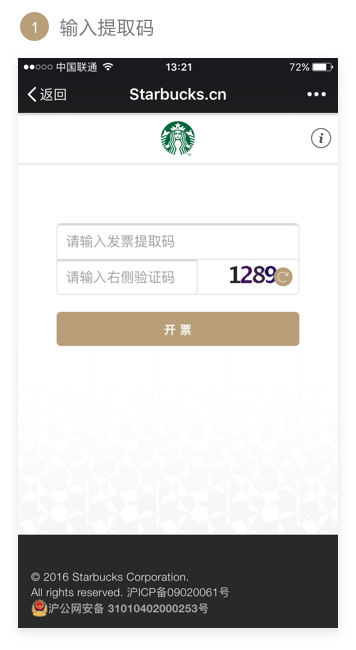 1 输入提取码
中国联通 13:21 72%
返回 Starbucks.cn
请输入发票提取码
请输入右侧验证码 1289
开 票
© 2016 Starbucks Corporation.
All rights reserved. 沪ICP备09020061号
沪公网安备 31010402000253号